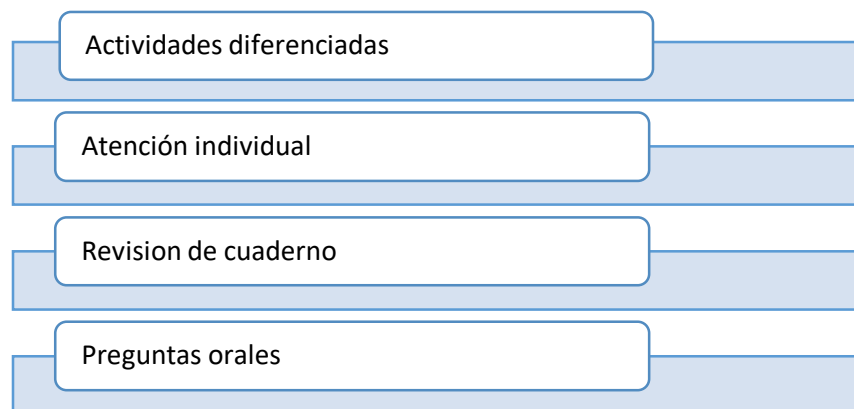 Actividades diferenciadas
Atención individual
Revision de cuaderno
Preguntas orales